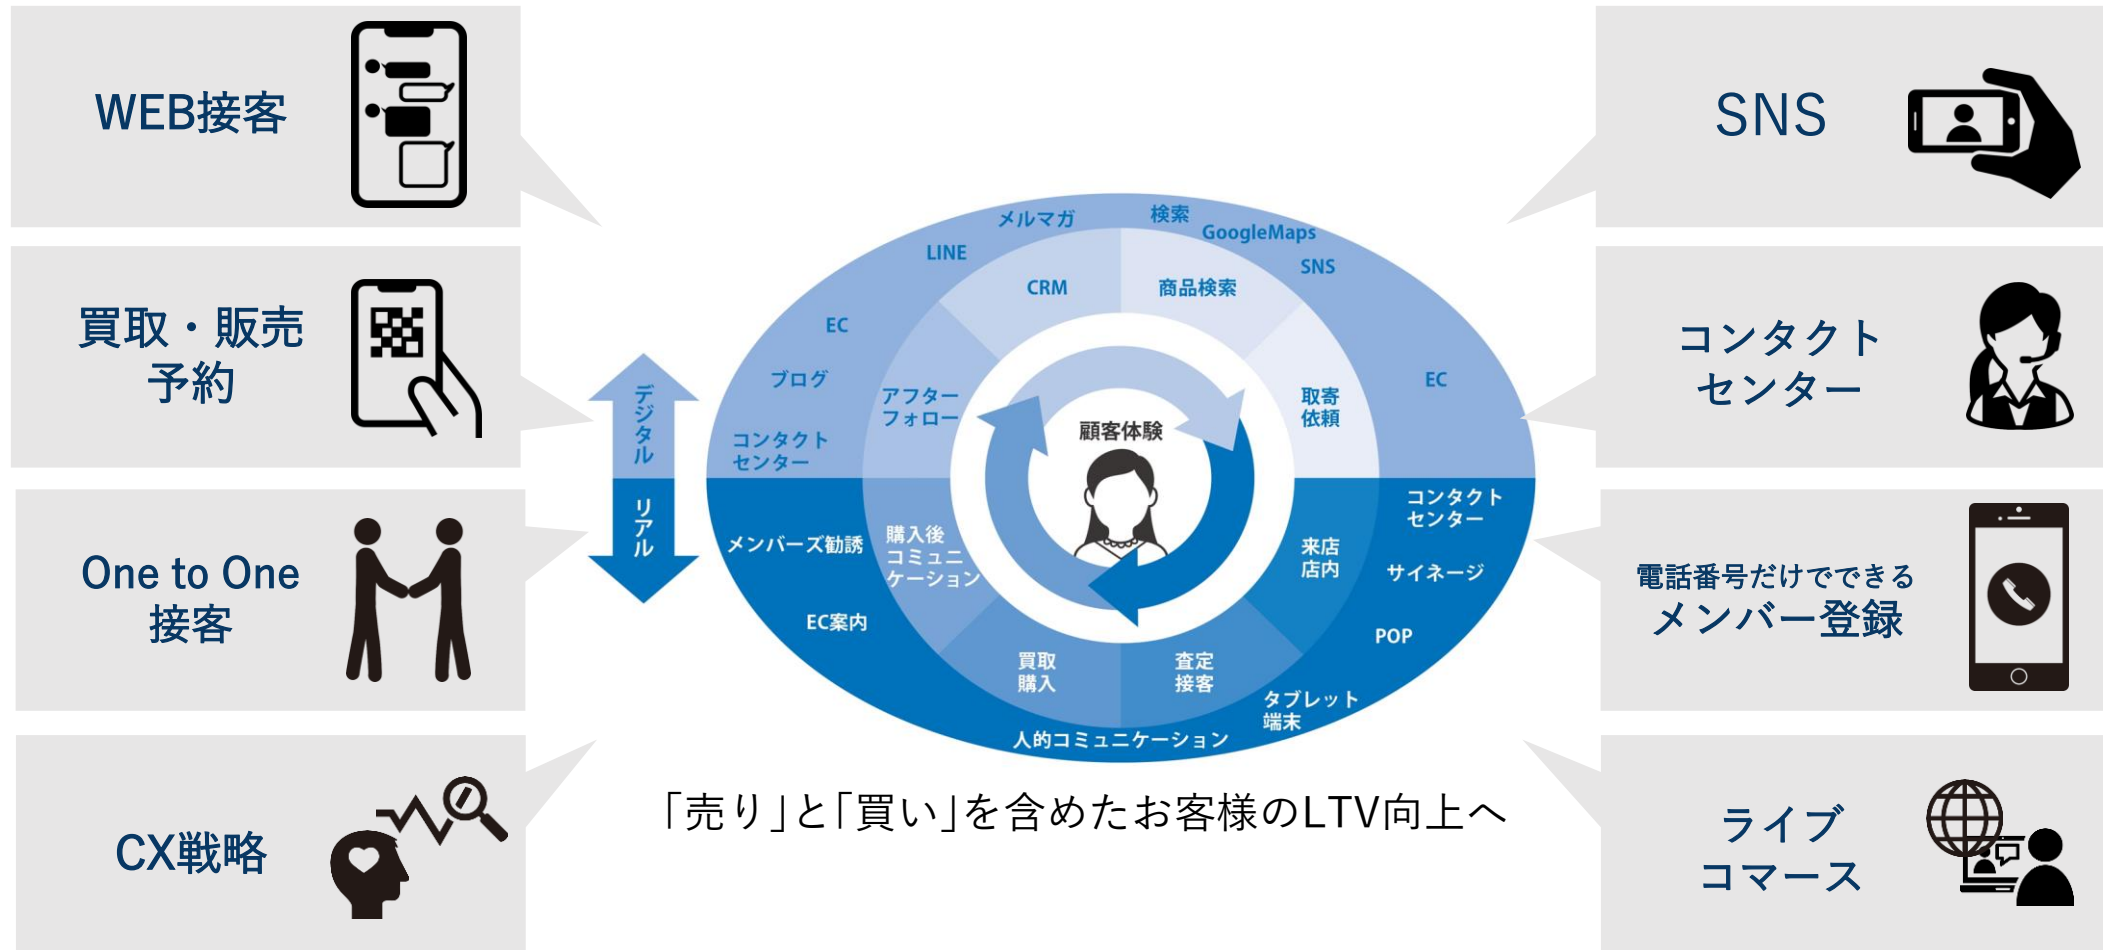 WEB接客
買取・販売
予約
One to One
接客
CX戦略
デジタル
リアル
メルマガ
検索
GoogleMaps
LINE
SNS
EC
ブログ
コンタクト
センター
EC
CRM
商品検索
アフター
フォロー
取寄
依頼
顧客体験
購入後
コミュニ
ケーション
来店
店内
買取
購入
査定
接客
メンバーズ勧誘
EC案内
コンタクト
センター
サイネージ
POP
タブレット
端末
人的コミュニケーション
「売り」と「買い」を含めたお客様のLTV向上へ
SNS
コンタクト
センター
電話番号だけでできる
メンバー登録
ライブ
コマース